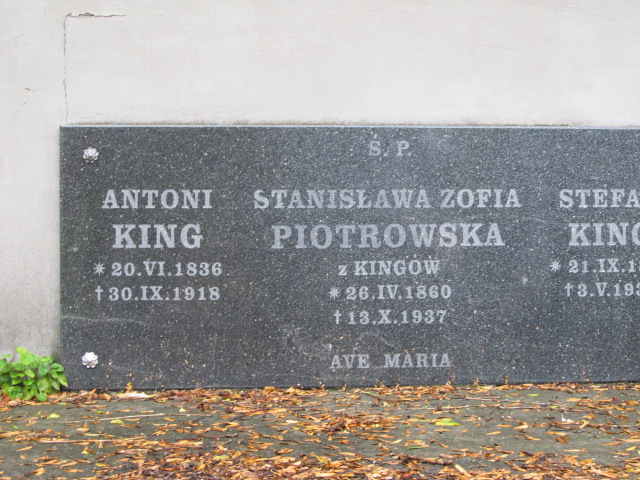 Ś. P.
ANTONI
KING
* 20. VI. 1836
† 30. IX. 1918
STANISŁAWA ZOFIA
PIOTROWSKA
z KINGÓW
* 26. IV. 1860
† 13. X. 1937
AVE MARIA